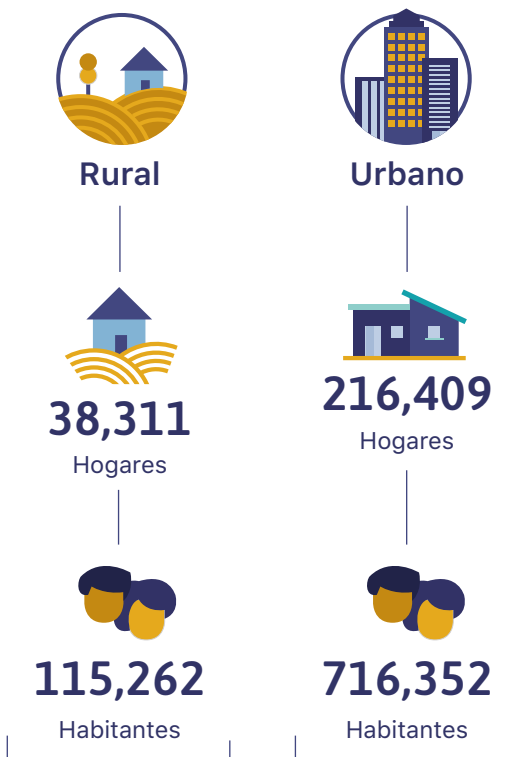 Rural
38,311
Hogares
115,262
Habitantes
Urbano
216,409
Hogares
716,352
Habitantes